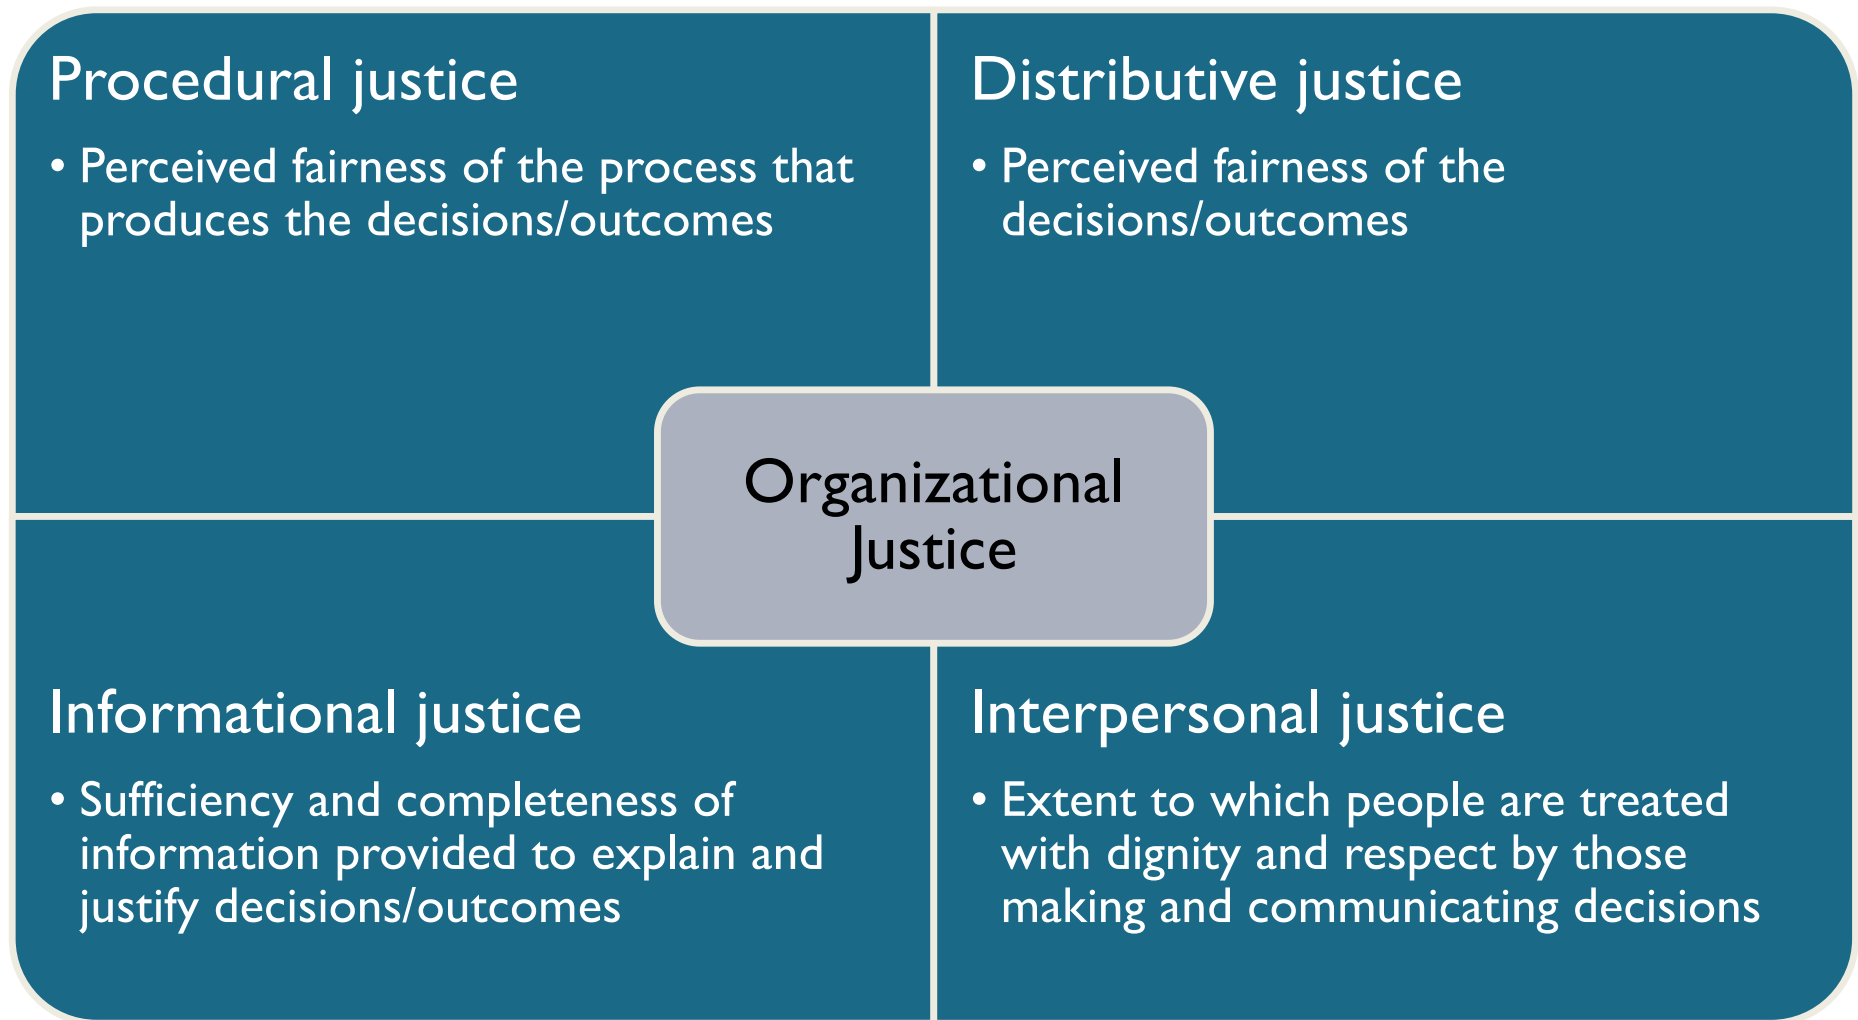 Procedural justice
• Perceived fairness of the process that
produces the decisions/outcomes
Distributive justice
• Perceived fairness of the
decisions/outcomes
Organizational
Justice
Informational justice
• Sufficiency and completeness of
information provided to explain and
justify decisions/outcomes
Interpersonal justice
• Extent to which people are treated
with dignity and respect by those
making and communicating decisions